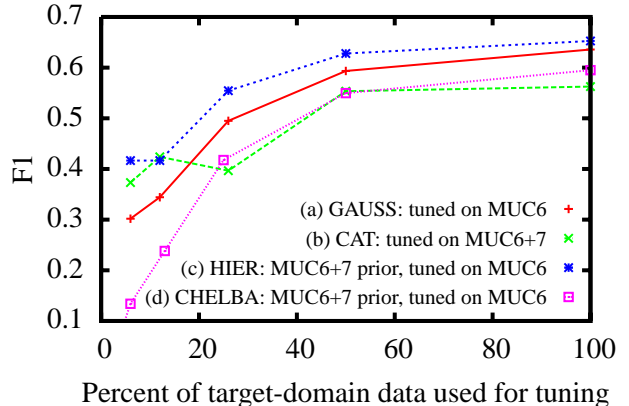 0.7
0.6
0.5
0.4
0.3
0.2
0.1
F1
(a) GAUSS: tuned on MUC6
(b) CAT: tuned on MUC6+7
(c) HIER: MUC6+7 prior, tuned on MUC6
(d) CHELBA: MUC6+7 prior, tuned on MUC6
0 20 40 60 80 100
Percent of target-domain data used for tuning